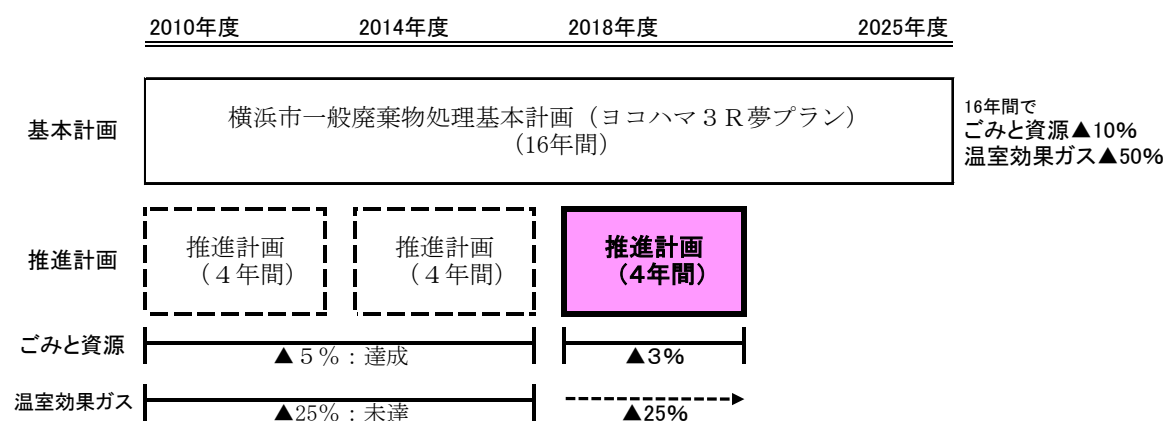 2010年度 2014年度 2018年度 2025年度
基本計画
横浜市一般廃棄物処理基本計画（ヨコハマ３Ｒ夢プラン）
(16年間)
16年間で
ごみと資源▲10%
温室効果ガス▲50%
推進計画
推進計画
（４年間）
推進計画
（４年間）
推進計画
（4年間）
ごみと資源
▲５％：達成
▲3%
温室効果ガス
▲25%：未達
▲25%